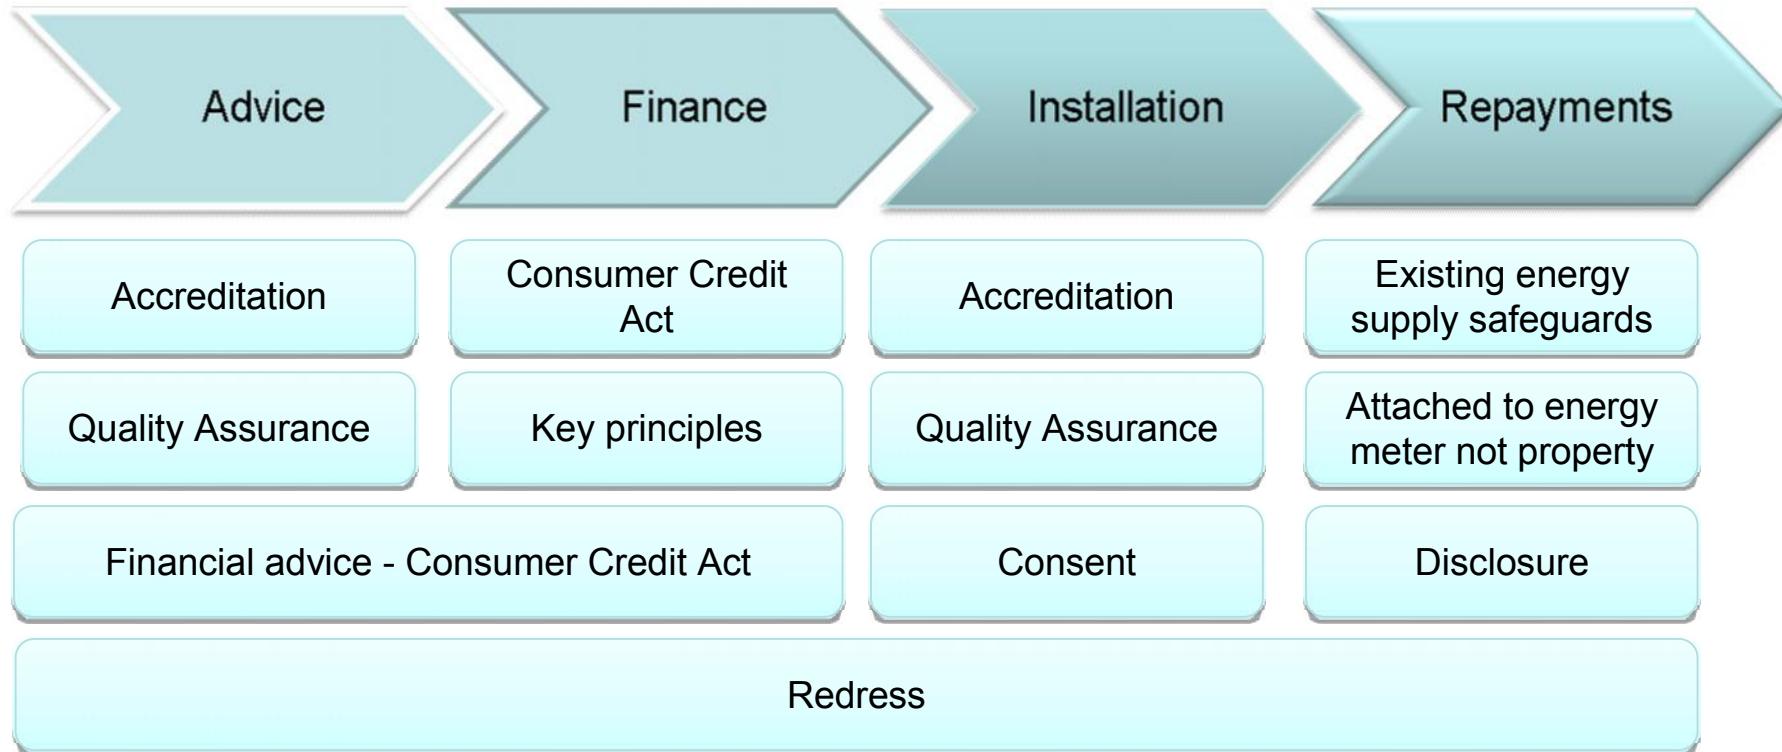 Advice
Finance
Installation
Repayments
Accreditation
Consumer Credit
Act
Accreditation
Existing energy
supply safeguards
Quality Assurance
Key principles
Quality Assurance
Attached to energy
meter not property
Financial advice - Consumer Credit Act
Consent
Disclosure
Redress